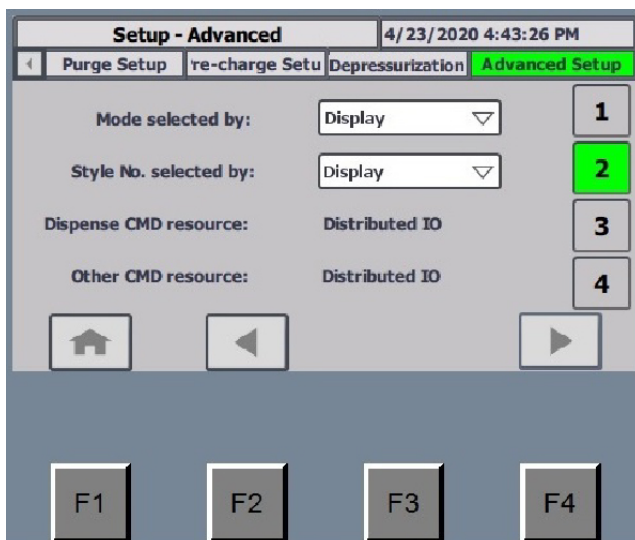 Setup - Advanced 4/23/2020 4:43:26 PM
Purge Setup 're-charge Setu Depressurization Advanced Setup
Mode selected by: Display 1
Style No. selected by: Display 2
Dispense CMD resource: Distributed IO 3
Other CMD resource: Distributed IO 4
F1 F2 F3 F4